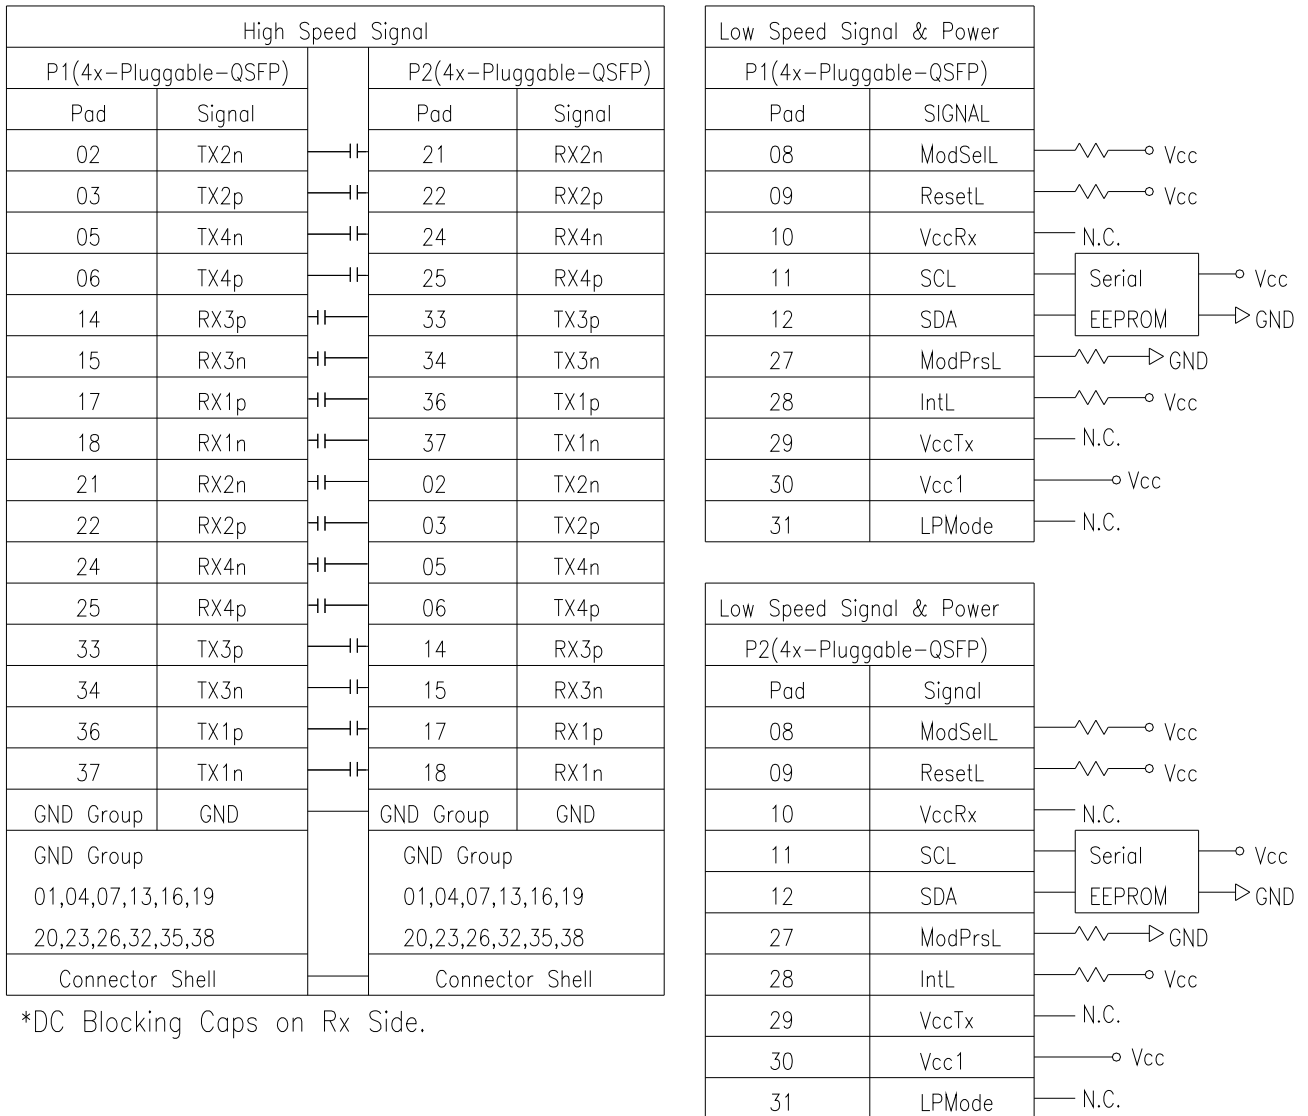 High Speed Signal
P1(4x-Pluggable-QSFP) P2(4x-Pluggable-QSFP)
Pad Signal Pad Signal
02 TX2n 21 RX2n
03 TX2p 22 RX2p
05 TX4n 24 RX4n
06 TX4p 25 RX4p
14 RX3p 33 TX3p
15 RX3n 34 TX3n
17 RX1p 36 TX1p
18 RX1n 37 TX1n
21 RX2n 02 TX2n
22 RX2p 03 TX2p
24 RX4n 05 TX4n
25 RX4p 06 TX4p
33 TX3p 14 RX3p
34 TX3n 15 RX3n
36 TX1p 17 RX1p
37 TX1n 18 RX1n
GND Group GND GND Group GND
GND Group GND Group
01,04,07,13,16,19 01,04,07,13,16,19
20,23,26,32,35,38 20,23,26,32,35,38
Connector Shell Connector Shell
*DC Blocking Caps on Rx Side.
Low Speed Signal & Power
P1(4x-Pluggable-QSFP)
Pad SIGNAL
08 ModSelL Vcc
09 ResetL Vcc
10 VccRx N.C.
11 SCL Serial Vcc
12 SDA EEPROM GND
27 ModPrsL GND
28 IntL Vcc
29 VccTx N.C.
30 Vcc1 Vcc
31 LPMode N.C.
Low Speed Signal & Power
P2(4x-Pluggable-QSFP)
Pad Signal
08 ModSelL Vcc
09 ResetL Vcc
10 VccRx N.C.
11 SCL Serial Vcc
12 SDA EEPROM GND
27 ModPrsL GND
28 IntL Vcc
29 VccTx N.C.
30 Vcc1 Vcc
31 LPMode N.C.